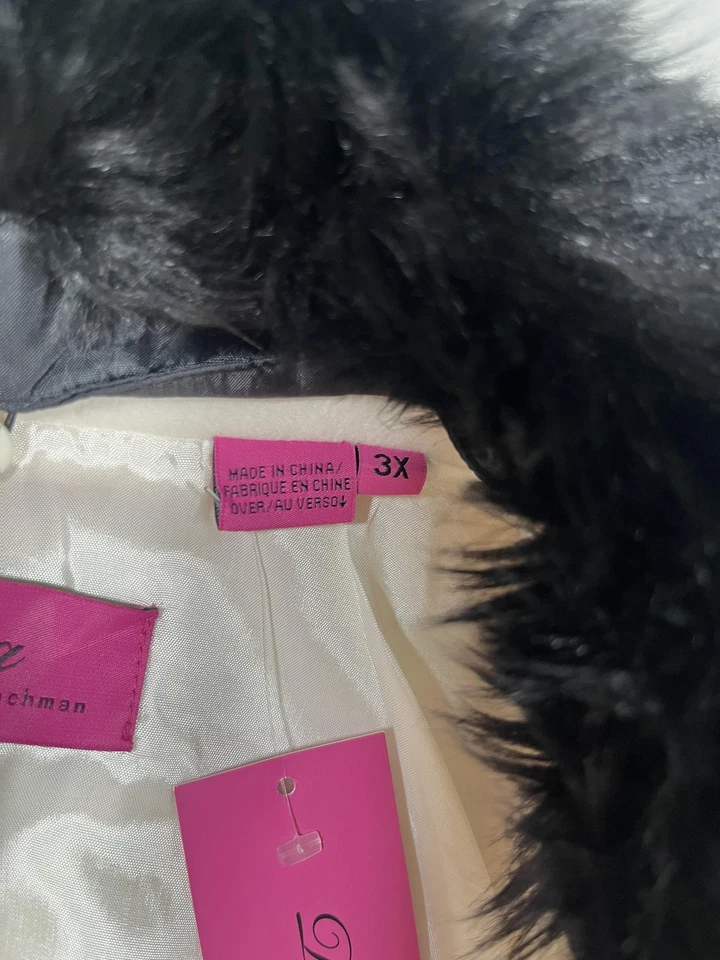 MADE IN CHINA/
FABRIQUE EN CHINE
OVER/AU VERSO↓
3X
a
chman